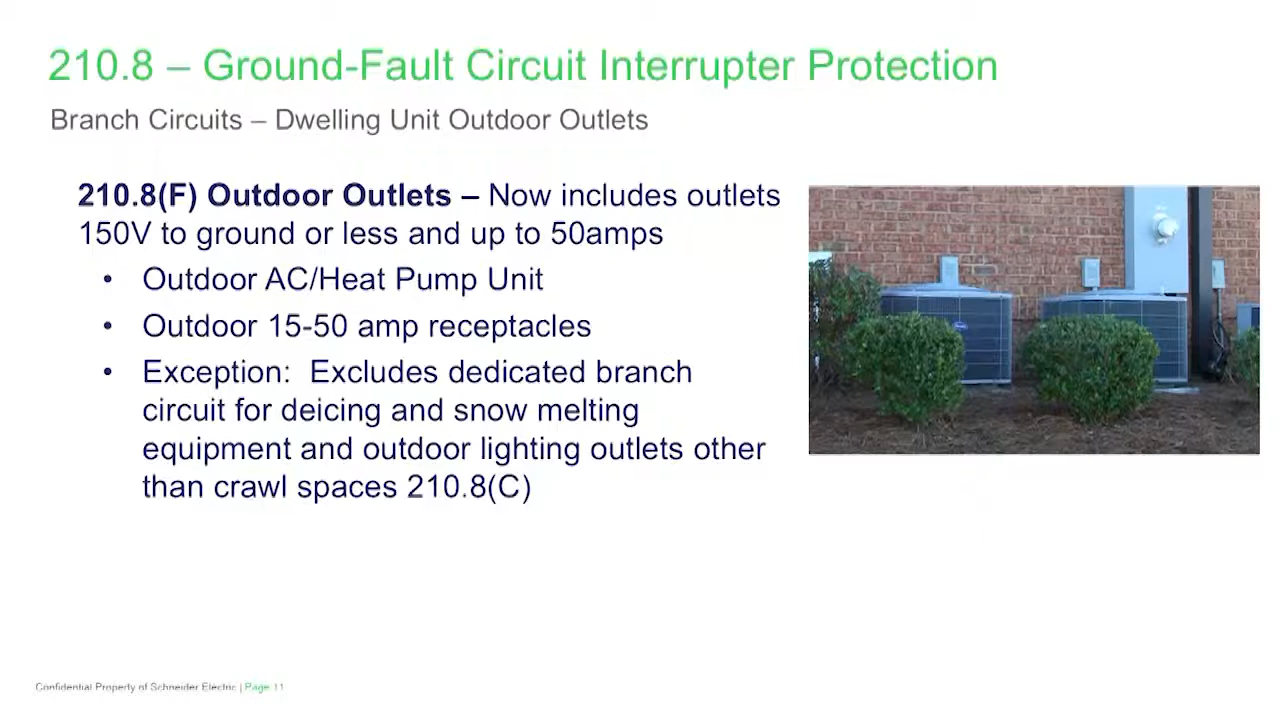 210.8 – Ground-Fault Circuit Interrupter Protection
Branch Circuits – Dwelling Unit Outdoor Outlets
210.8(F) Outdoor Outlets – Now includes outlets
150V to ground or less and up to 50amps
• Outdoor AC/Heat Pump Unit
• Outdoor 15-50 amp receptacles
• Exception:  Excludes dedicated branch
circuit for deicing and snow melting
equipment and outdoor lighting outlets other
than crawl spaces 210.8(C)
Confidential Property of Schneider Electric | Page 11